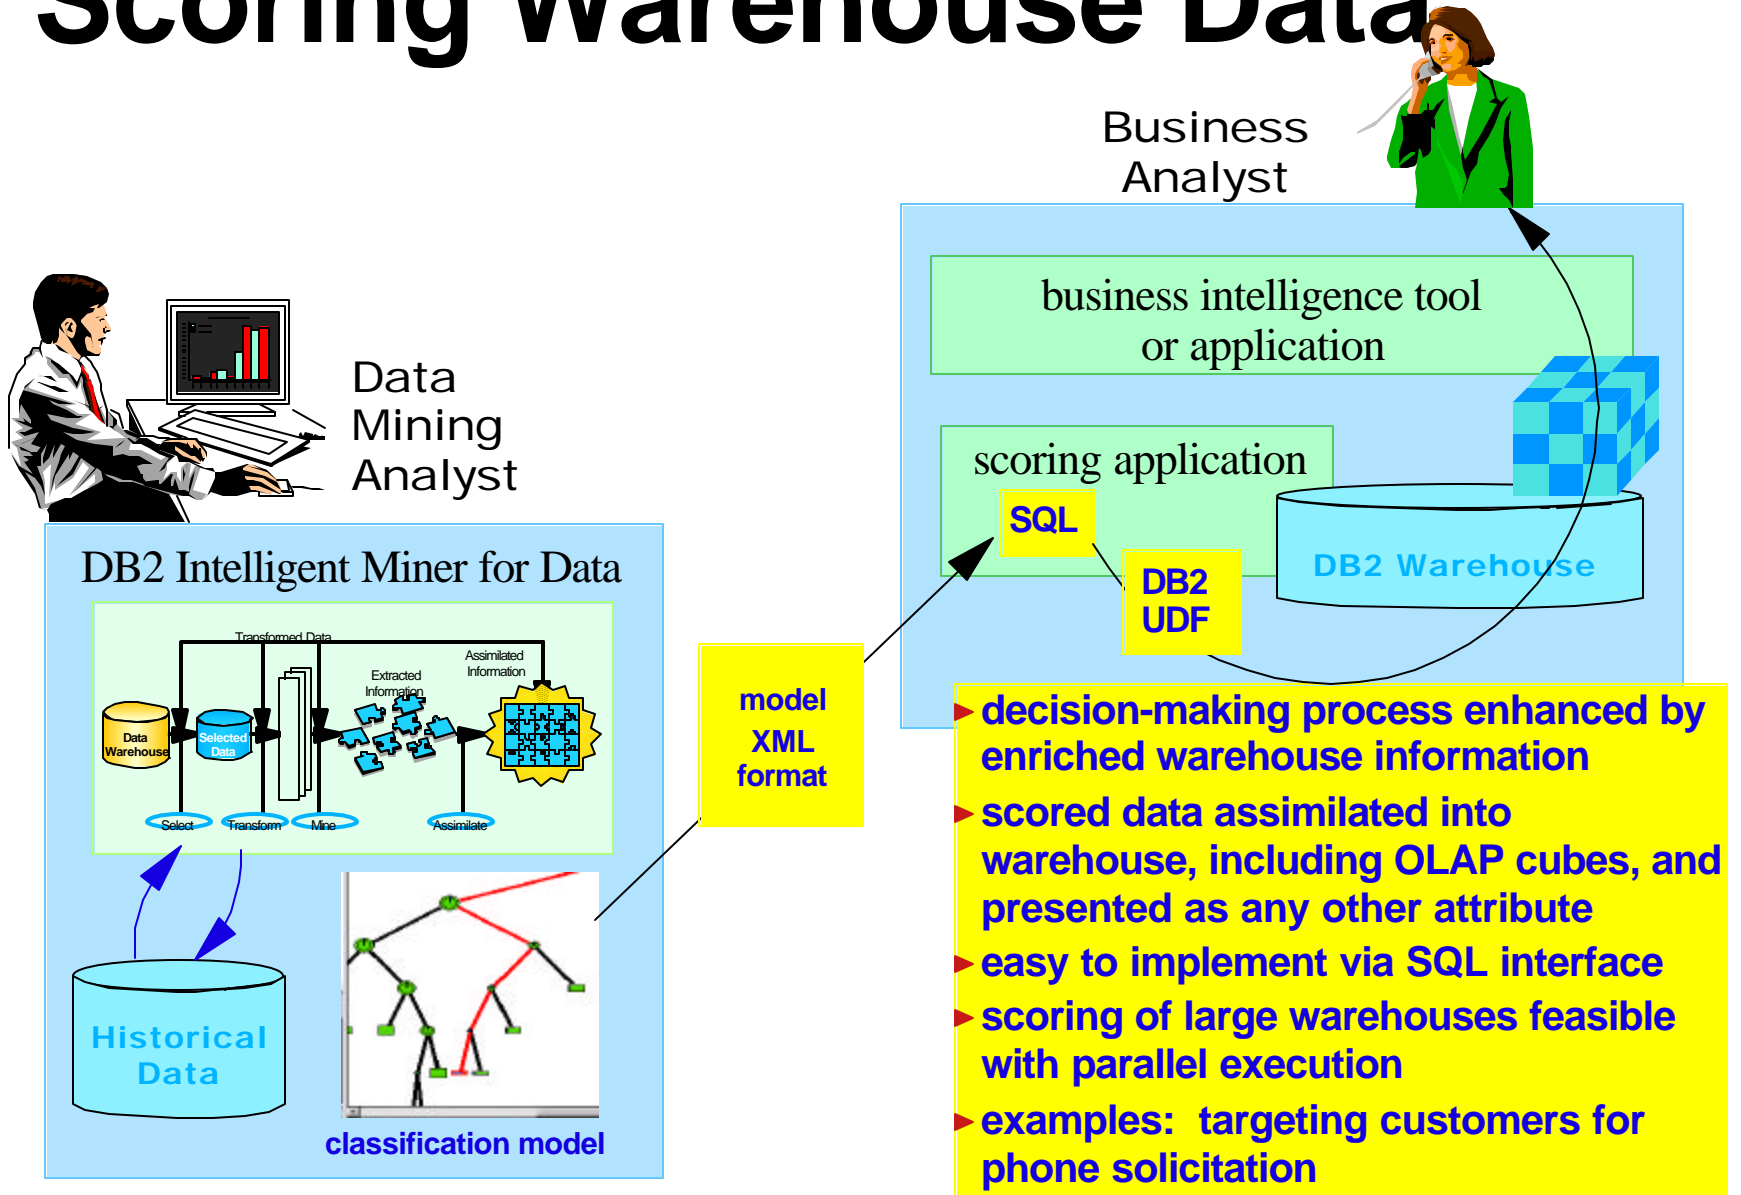 Scoring Warehouse Data
Business
Analyst
Data
Mining
Analyst
business intelligence tool
or application
scoring application
SQL
DB2
UDF
DB2 Warehouse
DB2 Intelligent Miner for Data
Transformed Data
Assimilated
Information
Extracted
Information
Data
Warehouse
Selected
Data
Select
Transform
Mine
Assimilate
Historical
Data
classification model
model
XML
format
decision-making process enhanced by
enriched warehouse information
scored data assimilated into
warehouse, including OLAP cubes, and
presented as any other attribute
easy to implement via SQL interface
scoring of large warehouses feasible
with parallel execution
examples:  targeting customers for
phone solicitation